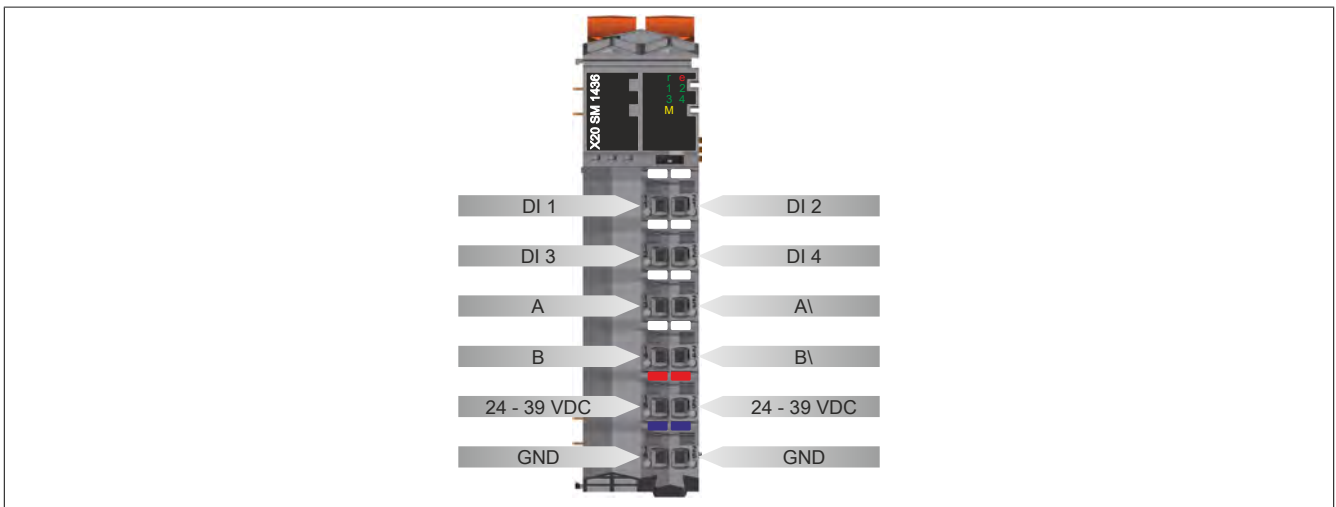 X20 SM 1436
r e
1 2
3 4
M
DI 1 DI 2
DI 3 DI 4
A A\
B B\
24 - 39 VDC 24 - 39 VDC
GND GND